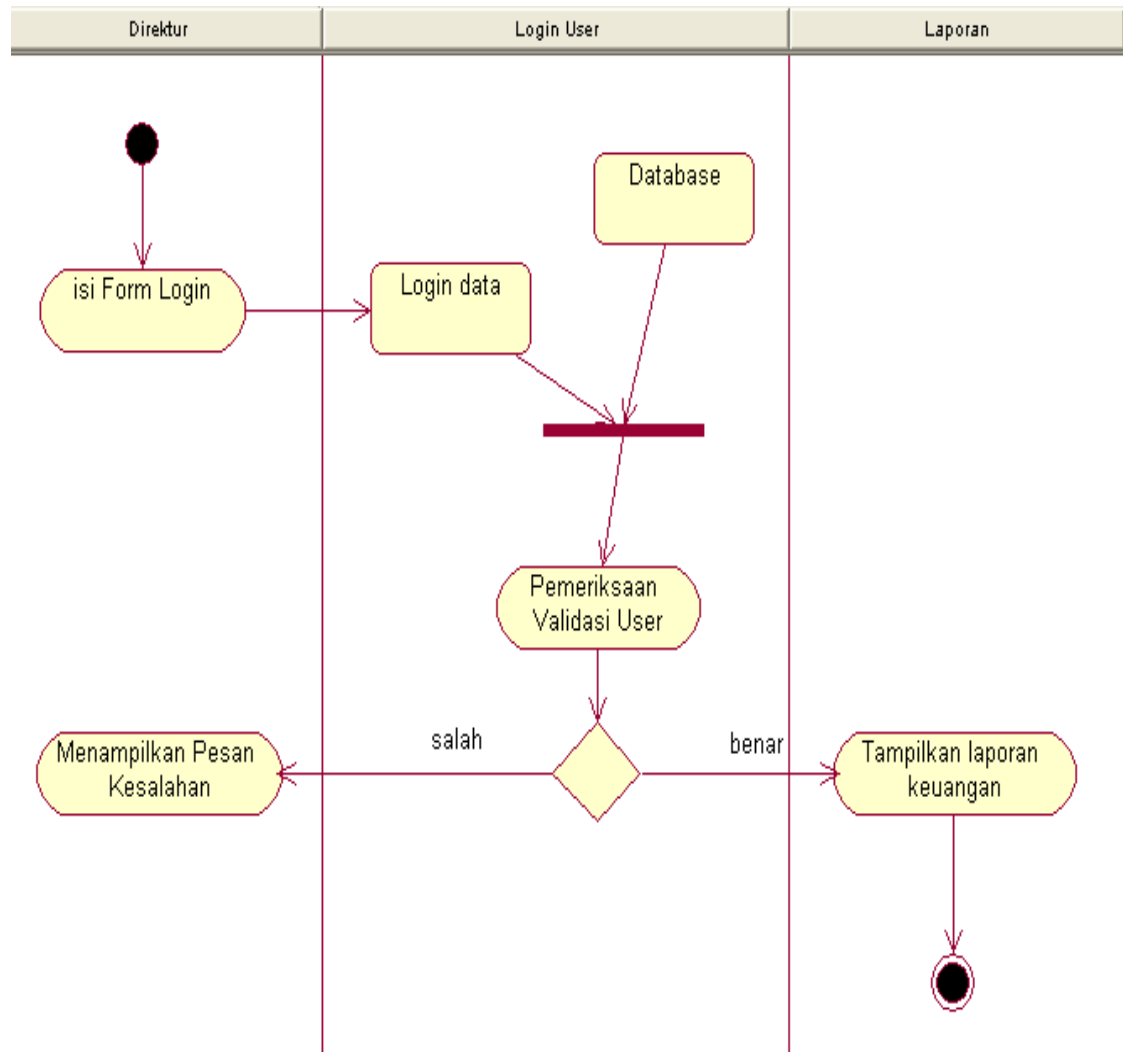 Direktur
Login User
Laporan
Database
isi Form Login
Login data
Pemeriksaan
Validasi User
salah
benar
Menampilkan Pesan
Kesalahan
Tampilkan laporan
keuangan